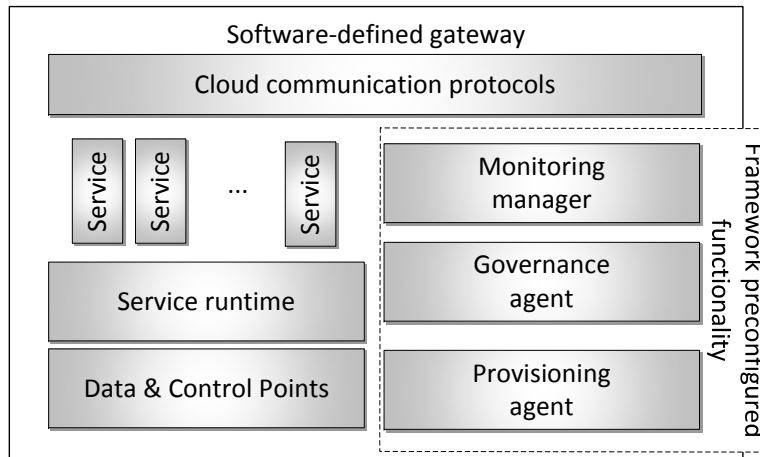 Software-defined gateway
Cloud communication protocols
Service
Service
...
Service
Service runtime
Data & Control Points
Monitoring
manager
Governance
agent
Provisioning
agent
Framework preconfigured
functionality